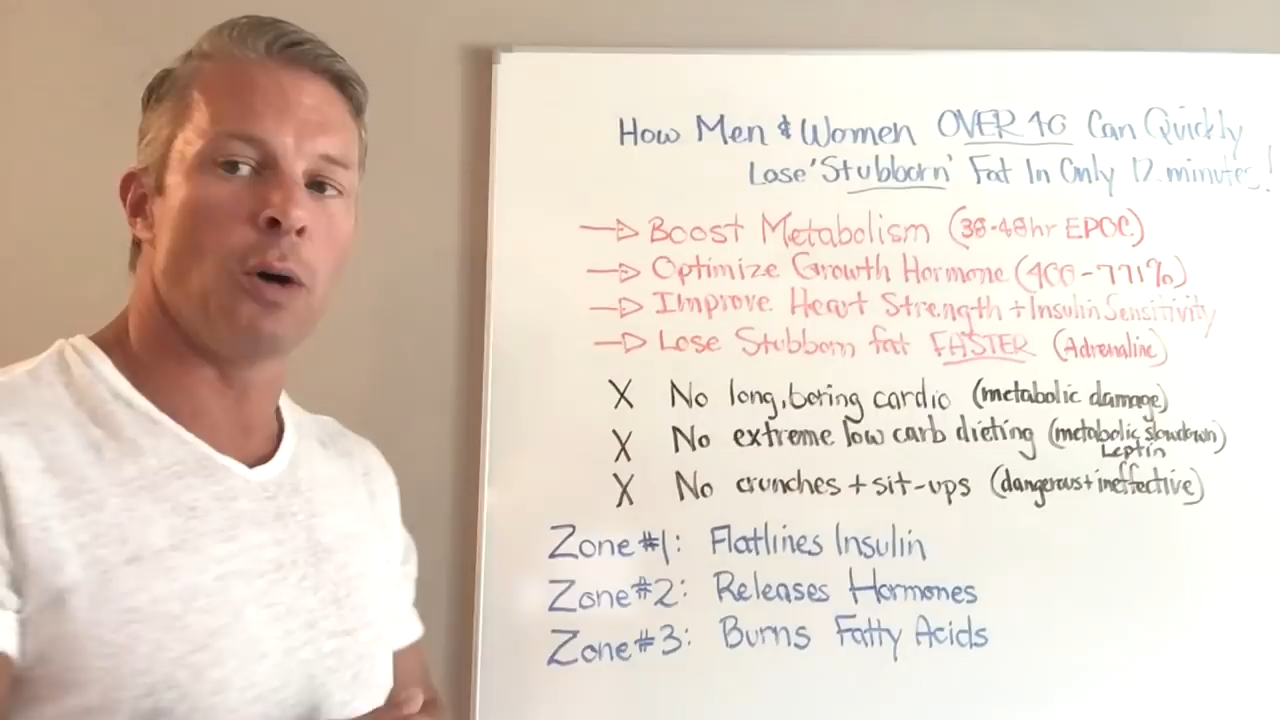 How Men & Women OVER 40 Can Quickly
Lose 'Stubborn' Fat In Only 12 minutes!
→ Boost Metabolism (38-48hr EPOC)
→ Optimize Growth Hormone (400-771%)
→ Improve Heart Strength + Insulin Sensitivity
→ Lose Stubborn fat FASTER (Adrenaline)
X No long, boring cardio (metabolic damage)
X No extreme low carb dieting (metabolic slowdown)
Leptin
X No crunches + sit-ups (dangerous + ineffective)
Zone #1: Flatlines Insulin
Zone #2: Releases Hormones
Zone #3: Burns Fatty Acids